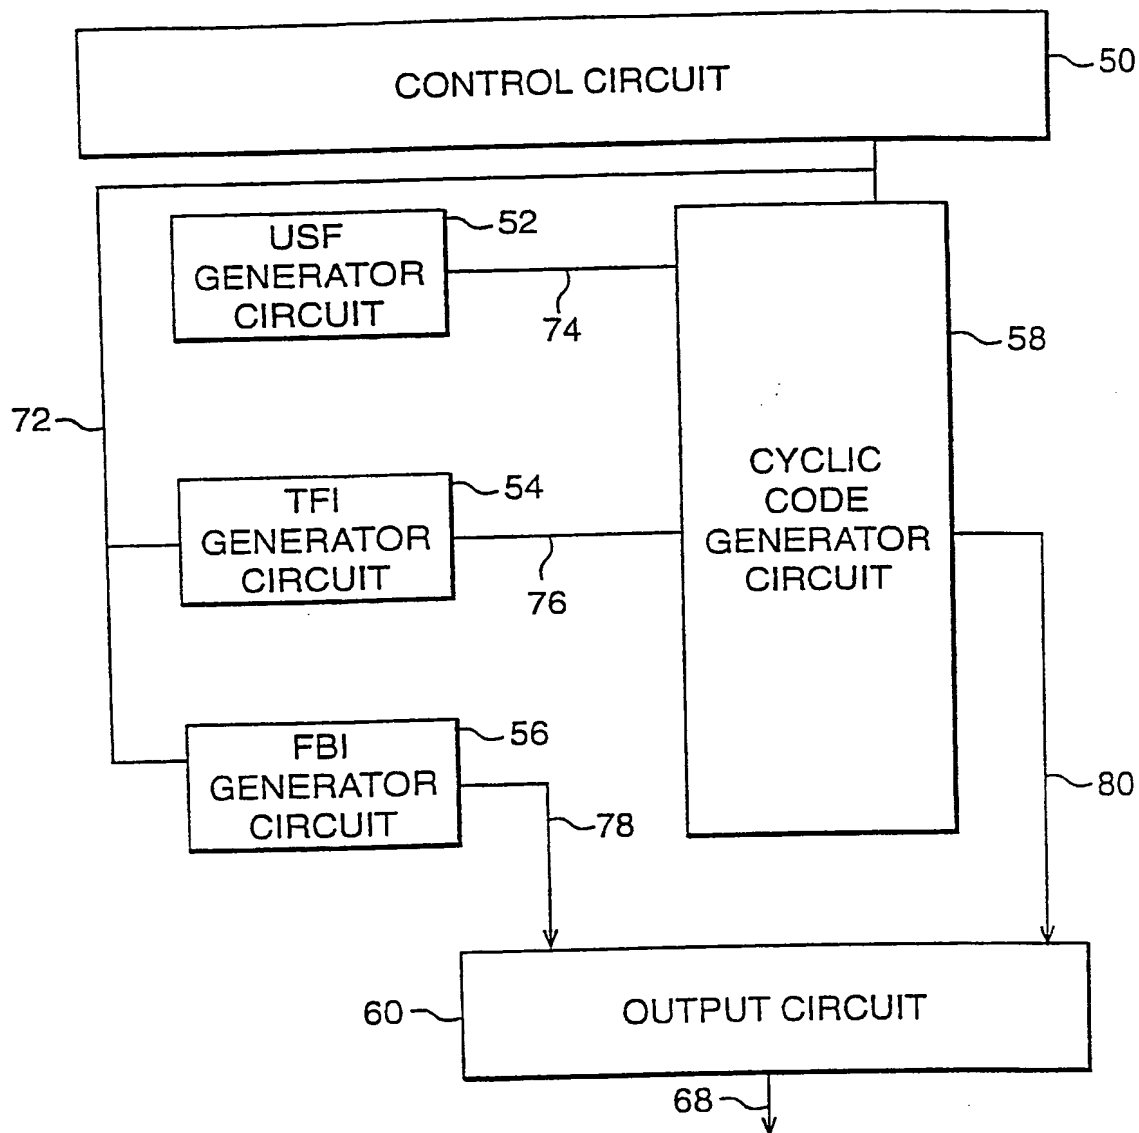 CONTROL CIRCUIT
50
USF
GENERATOR
CIRCUIT
52
74
58
72
TFI
GENERATOR
CIRCUIT
54
76
CYCLIC
CODE
GENERATOR
CIRCUIT
FBI
GENERATOR
CIRCUIT
56
78
80
60
OUTPUT CIRCUIT
68